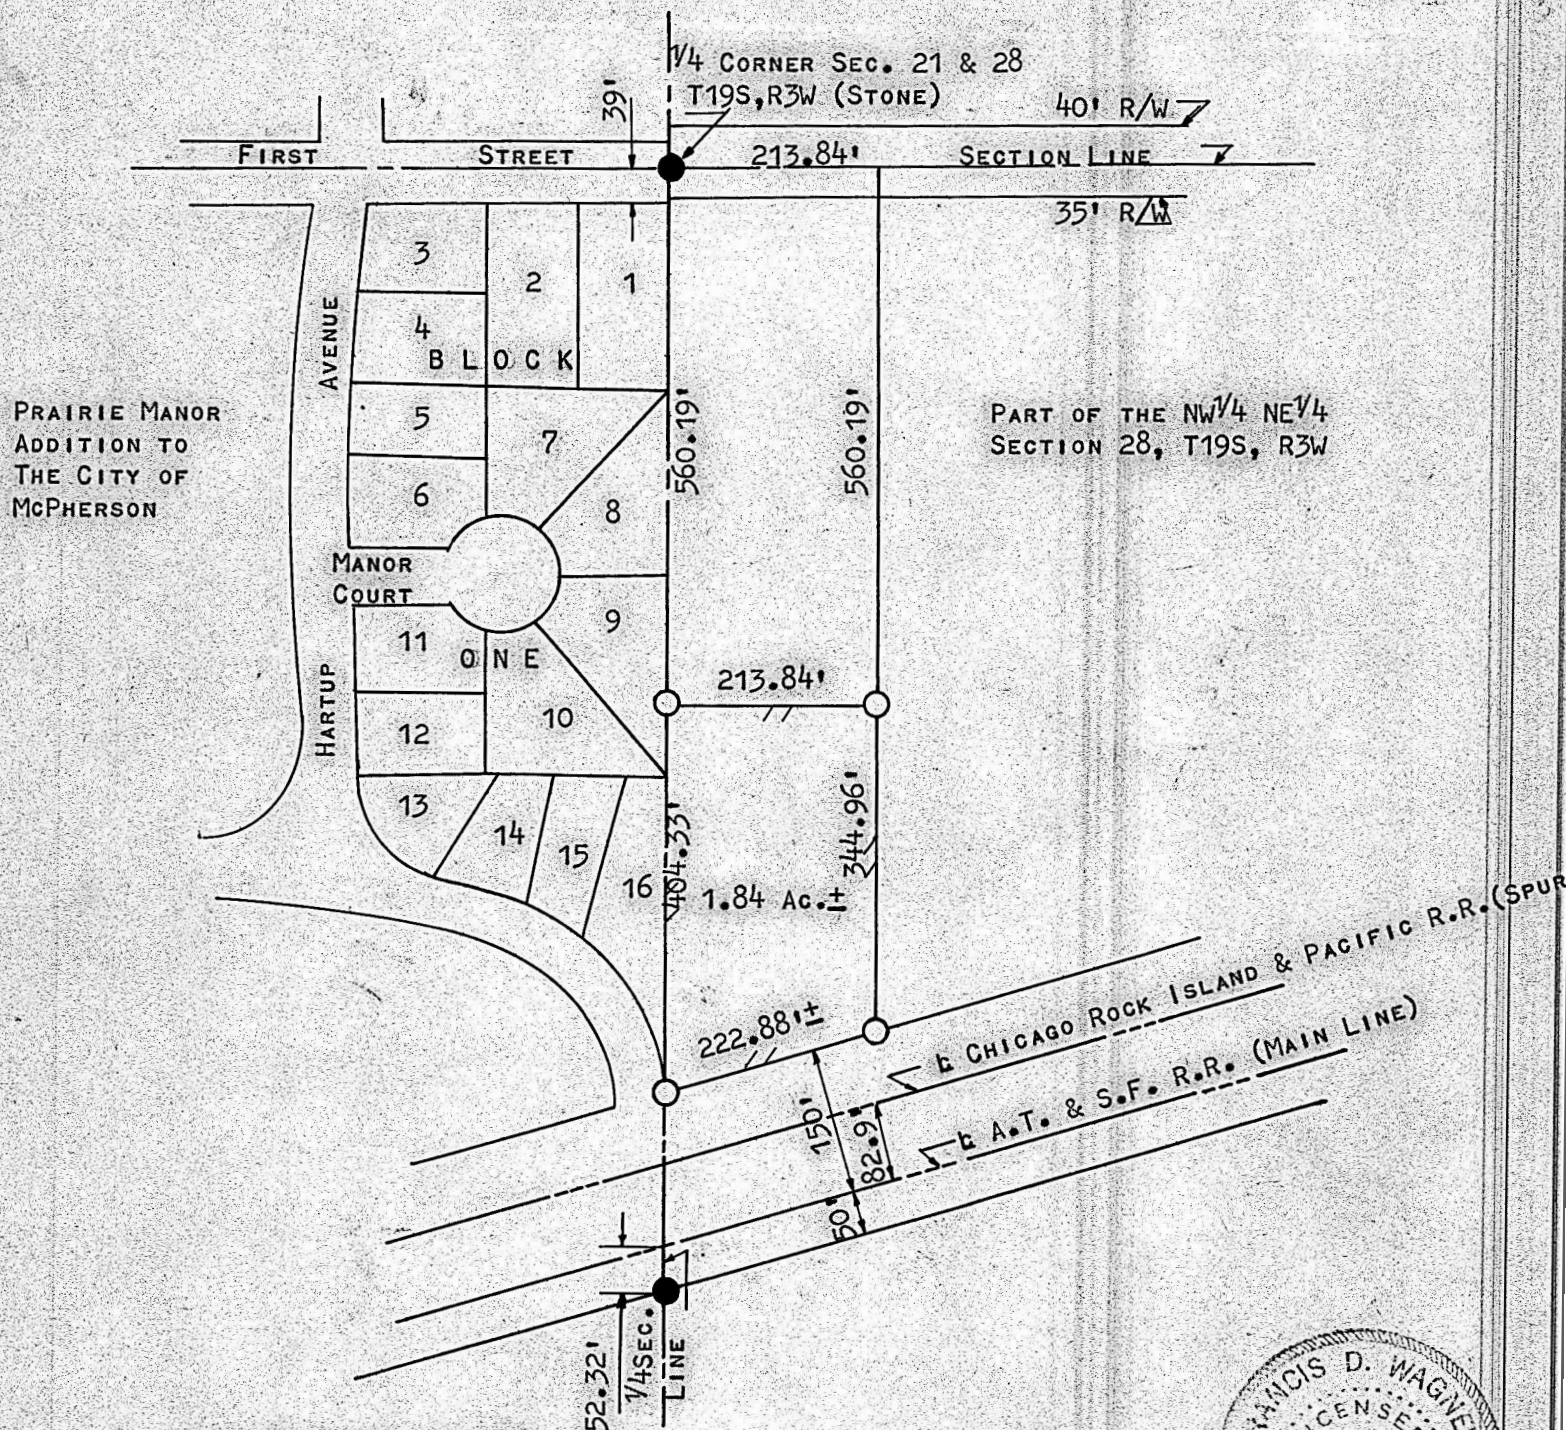 1/4 CORNER SEC. 21 & 28
T19S, R3W (STONE)
39'
40' R/W
FIRST STREET
213.84'
SECTION LINE
35' R/W
3
2
1
4
BLOCK
AVENUE
5
7
6
8
560.19'
560.19'
PRAIRIE MANOR
ADDITION TO
THE CITY OF
MCPHERSON
PART OF THE NW1/4 NE1/4
SECTION 28, T19S, R3W
MANOR
COURT
9
11
ONE
HARTUP
12
10
213.84'
13
14
15
16
404.33'
344.96'
1.84 AC.±
222.88'±
℄ CHICAGO ROCK ISLAND & PACIFIC R.R. (SPUR
℄ A.T. & S.F. R.R. (MAIN LINE)
150'
82.9'
50'
52.32'
1/4 SEC.
LINE
ANCIS D. WAGNE
ICENSE